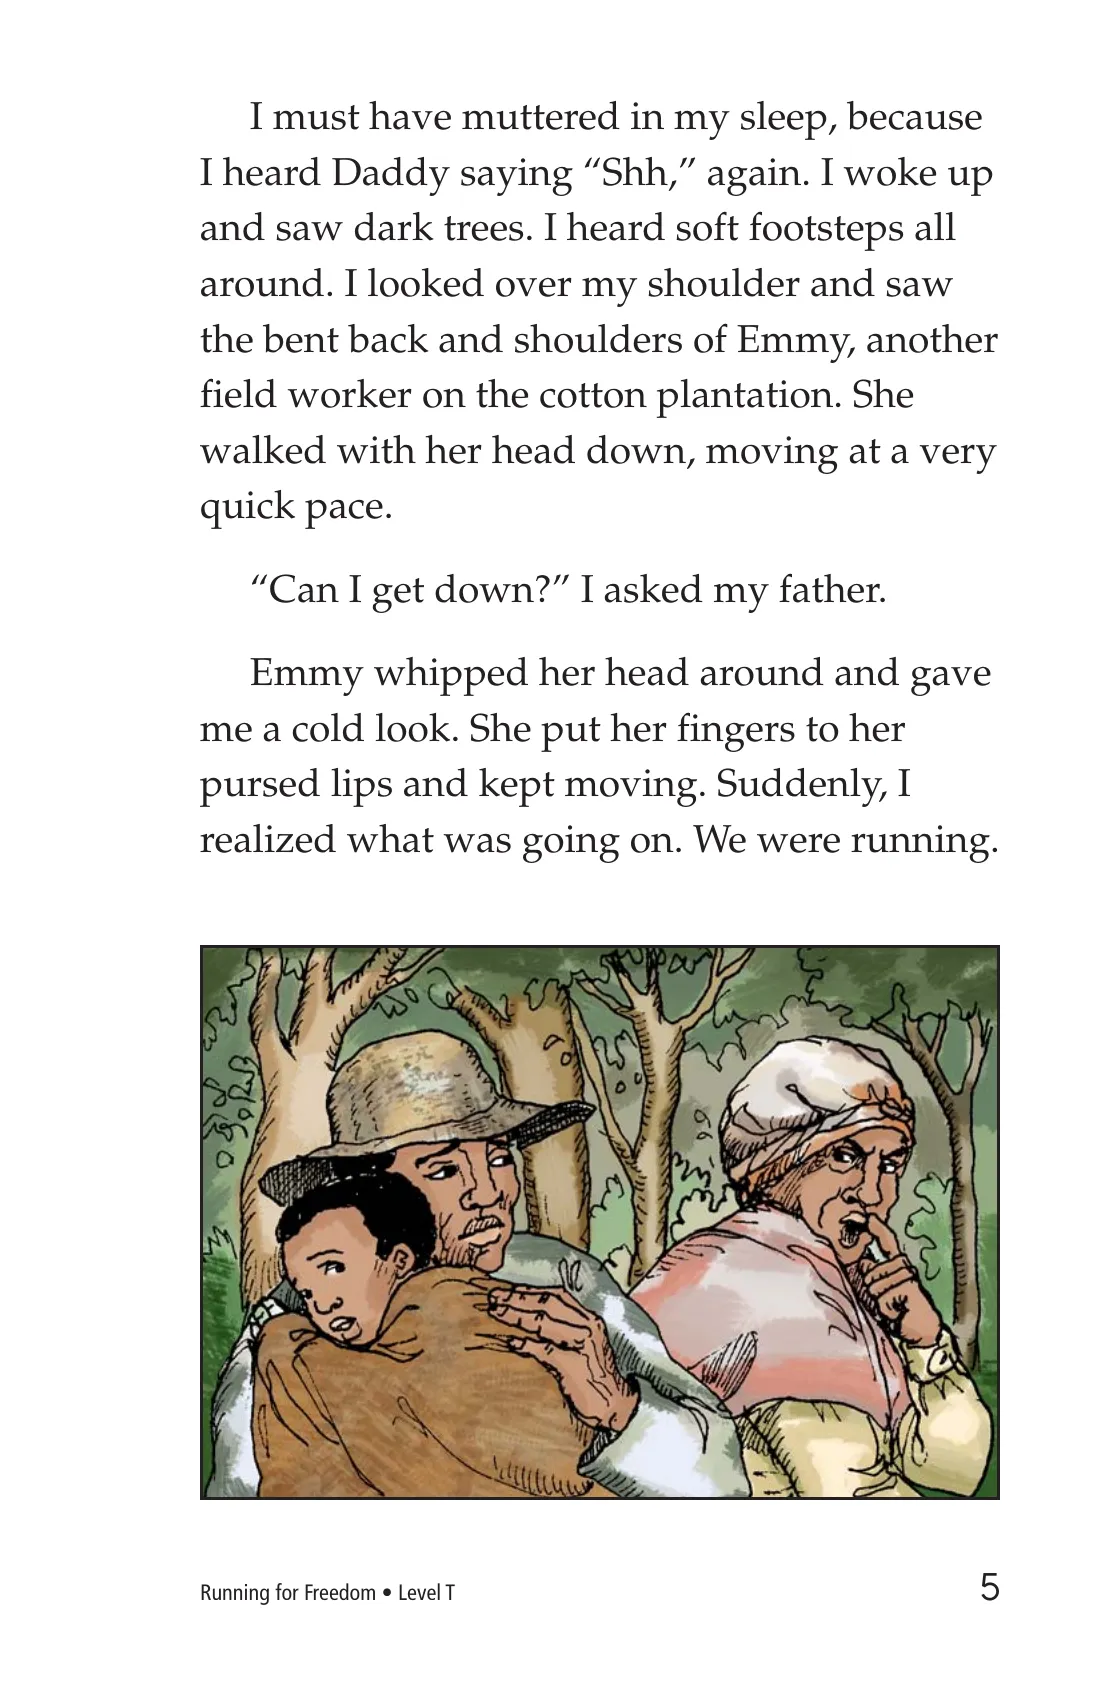 I must have muttered in my sleep, because
I heard Daddy saying “Shh,” again. I woke up
and saw dark trees. I heard soft footsteps all
around. I looked over my shoulder and saw
the bent back and shoulders of Emmy, another
field worker on the cotton plantation. She
walked with her head down, moving at a very
quick pace.
“Can I get down?” I asked my father.
Emmy whipped her head around and gave
me a cold look. She put her fingers to her
pursed lips and kept moving. Suddenly, I
realized what was going on. We were running.
Running for Freedom • Level T
5